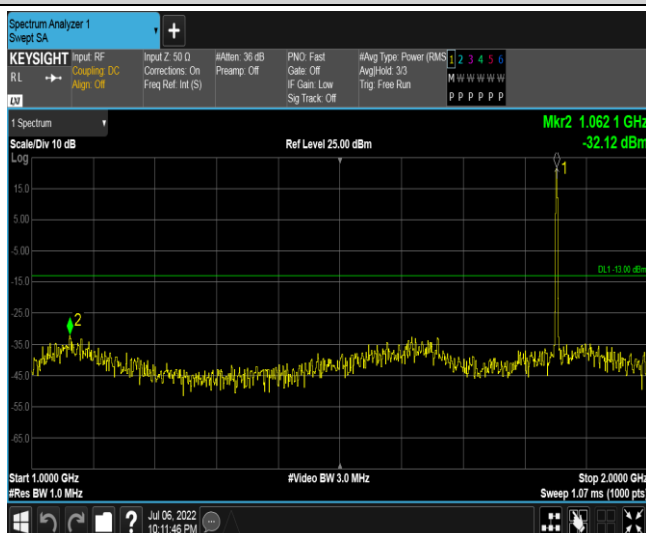 Spectrum Analyzer 1
Swept SA
+
KEYSIGHT
RL
LXI
Input: RF
Coupling: DC
Align: Off
Input Z: 50 Ω
Corrections: On
Freq Ref: Int (S)
#Atten: 36 dB
Preamp: Off
PNO: Fast
Gate: Off
IF Gain: Low
Sig Track: Off
#Avg Type: Power (RMS
Avg|Hold: 3/3
Trig: Free Run
1 2 3 4 5 6
M W W W W W
P P P P P P
1 Spectrum
Scale/Div 10 dB
Ref Level 25.00 dBm
Mkr2 1.062 1 GHz
-32.12 dBm
Log
15.0
5.00
-5.00
-15.0
-25.0
-35.0
-45.0
-55.0
-65.0
1
DL1 -13.00 dBm
2
Start 1.0000 GHz
#Res BW 1.0 MHz
#Video BW 3.0 MHz
Stop 2.0000 GHz
Sweep 1.07 ms (1000 pts)
?
Jul 06, 2022
10:11:46 PM